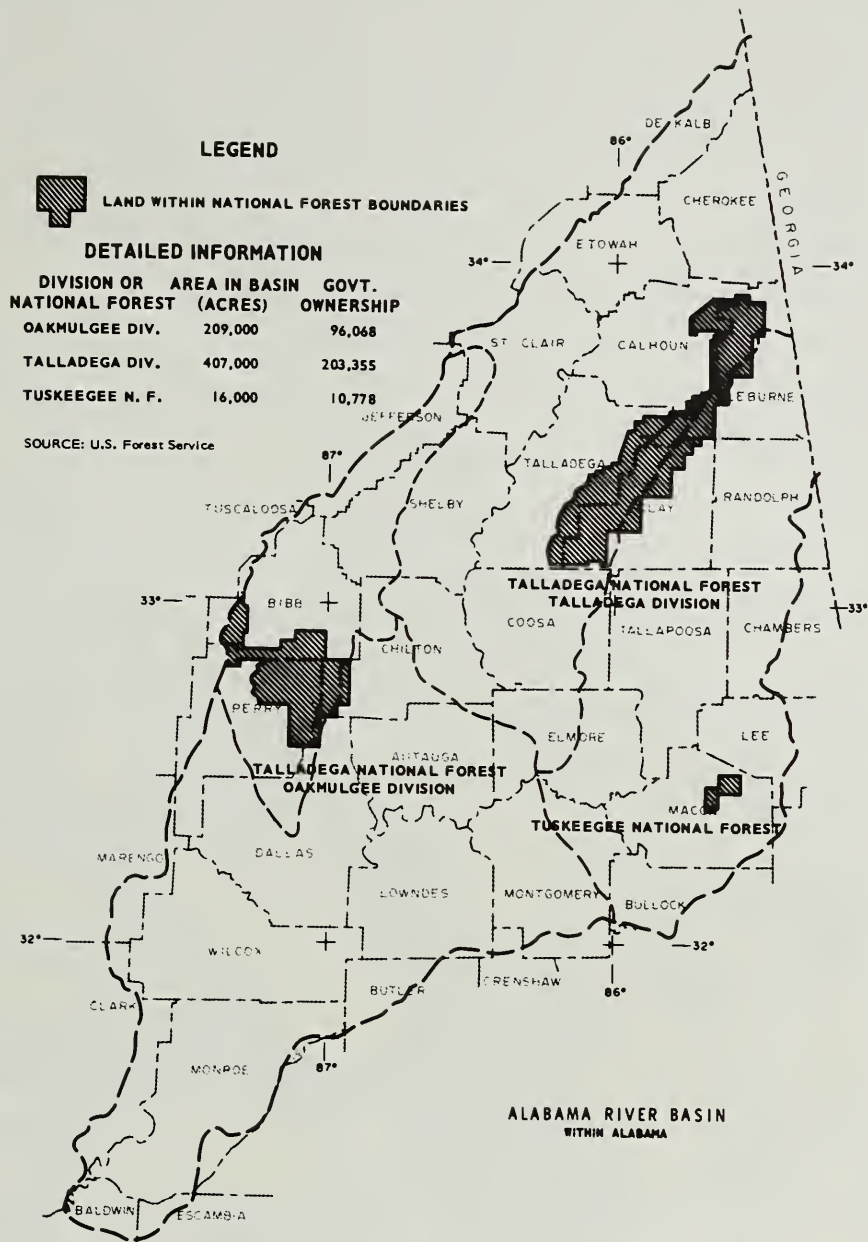 LEGEND
LAND WITHIN NATIONAL FOREST BOUNDARIES
DETAILED INFORMATION
DIVISION OR AREA IN BASIN GOVT.
NATIONAL FOREST (ACRES) OWNERSHIP
OAKMULGEE DIV. 209,000 96,068
TALLADEGA DIV. 407,000 203,355
TUSKEEGEE N. F. 16,000 10,778
SOURCE: U.S. Forest Service
DE KALB
86°
GEORGIA
CHEROKEE
ETOWAH
34°
34°
ST CLAIR
CALHOUN
LEBURNE
JEFFERSON
87°
TALLADEGA
TUSCALOOSA
SHELBY
CLAY
RANDOLPH
TALLADEGA NATIONAL FOREST
TALLADEGA DIVISION
33°
BIBB
33°
COOSA
TALLAPOOSA
CHAMBERS
CHILTON
PERRY
ELMORE
LEE
AUTAUGA
TALLADEGA NATIONAL FOREST
OAKMULGEE DIVISION
MACON
TUSKEEGEE NATIONAL FOREST
MARENGO
DALLAS
LOWNDES
MONTGOMERY
BULLOCK
32°
WILCOX
32°
CRENSHAW
BUTLER
86°
CLARK
87°
MONROE
ALABAMA RIVER BASIN
WITHIN ALABAMA
BALDWIN
ESCAMBIA